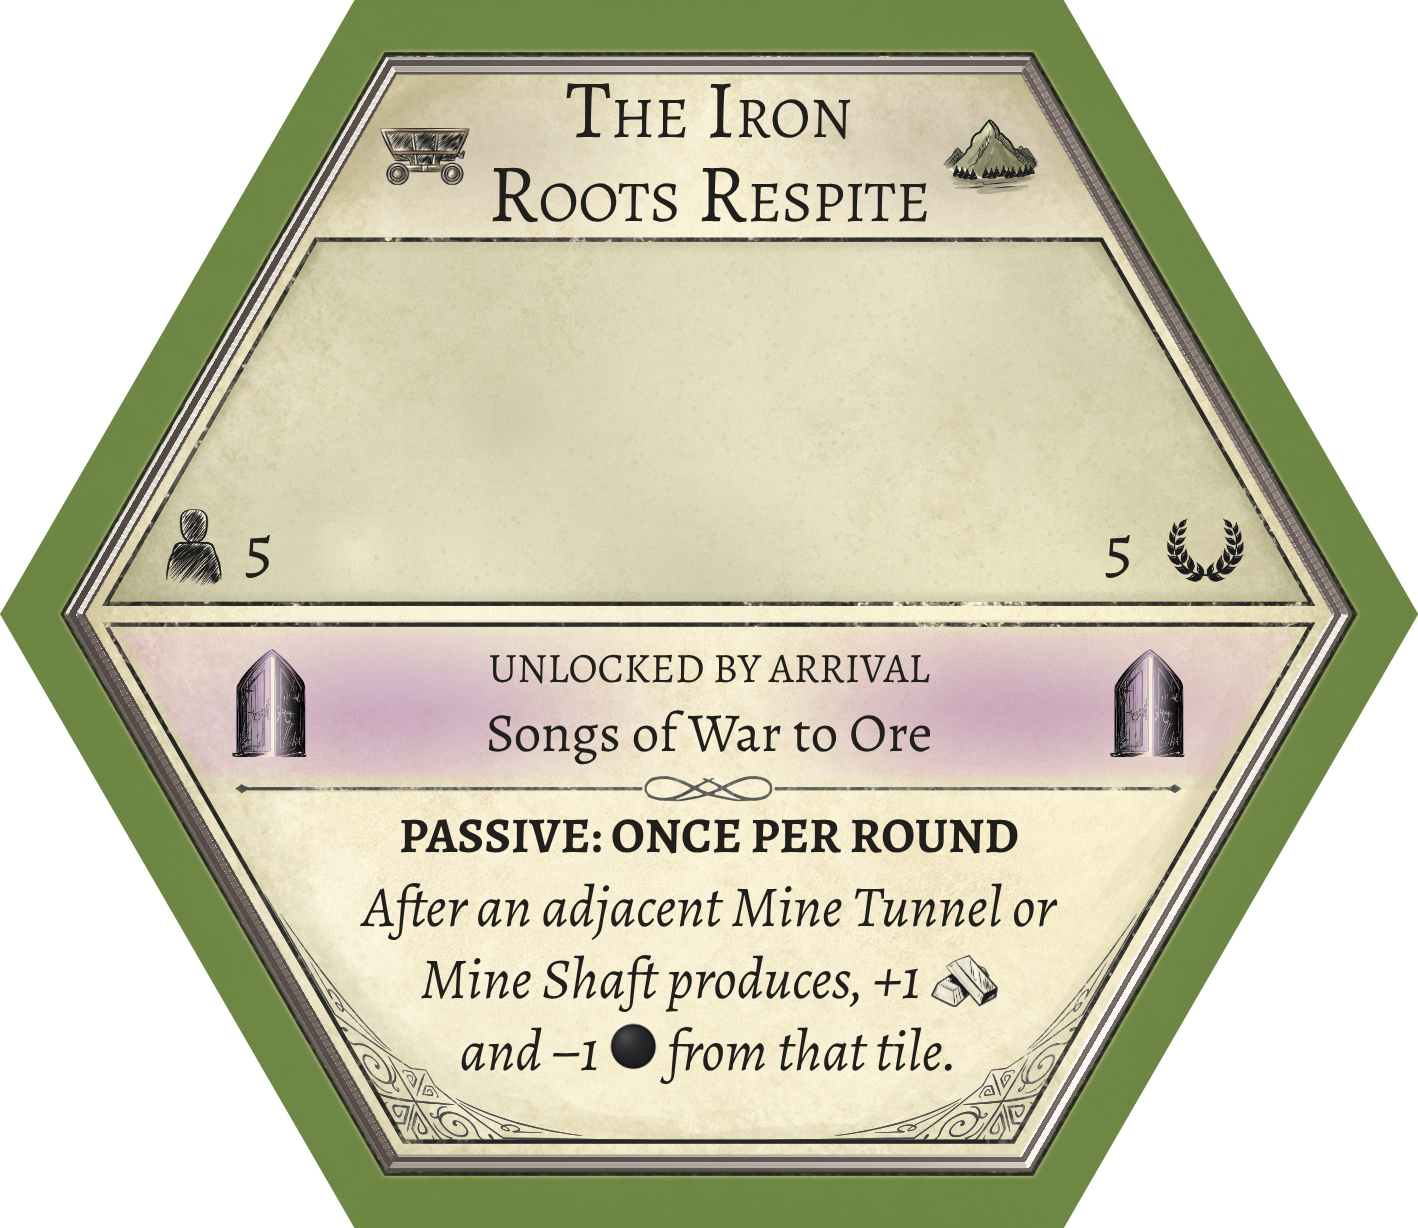 The Iron
Roots Respite
5
5
UNLOCKED BY ARRIVAL
Songs of War to Ore
PASSIVE: ONCE PER ROUND
After an adjacent Mine Tunnel or
Mine Shaft produces, +1
and –1 from that tile.